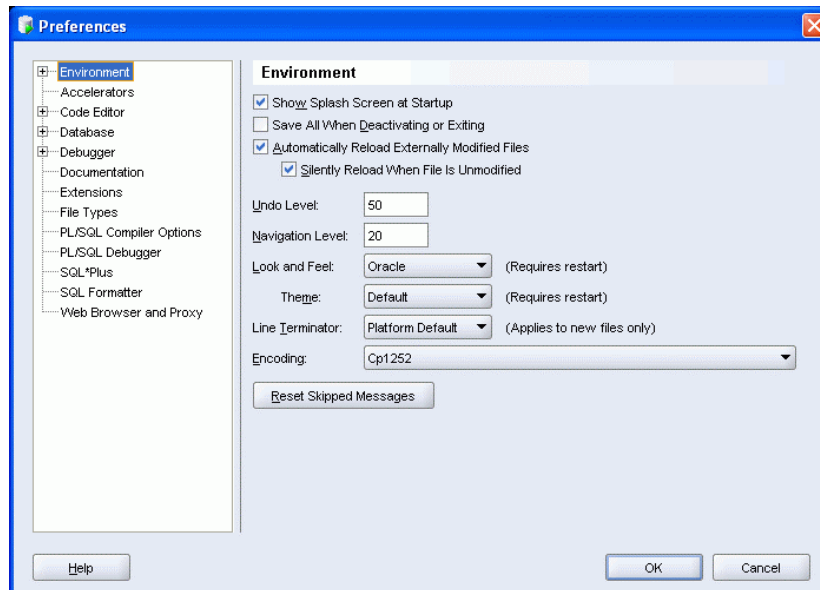 Preferences
Environment
Accelerators
Code Editor
Database
Debugger
Documentation
Extensions
File Types
PL/SQL Compiler Options
PL/SQL Debugger
SQL*Plus
SQL Formatter
Web Browser and Proxy
Environment
Show Splash Screen at Startup
Save All When Deactivating or Exiting
Automatically Reload Externally Modified Files
Silently Reload When File Is Unmodified
Undo Level: 50
Navigation Level: 20
Look and Feel: Oracle (Requires restart)
Theme: Default (Requires restart)
Line Terminator: Platform Default (Applies to new files only)
Encoding: Cp1252
Reset Skipped Messages
Help OK Cancel